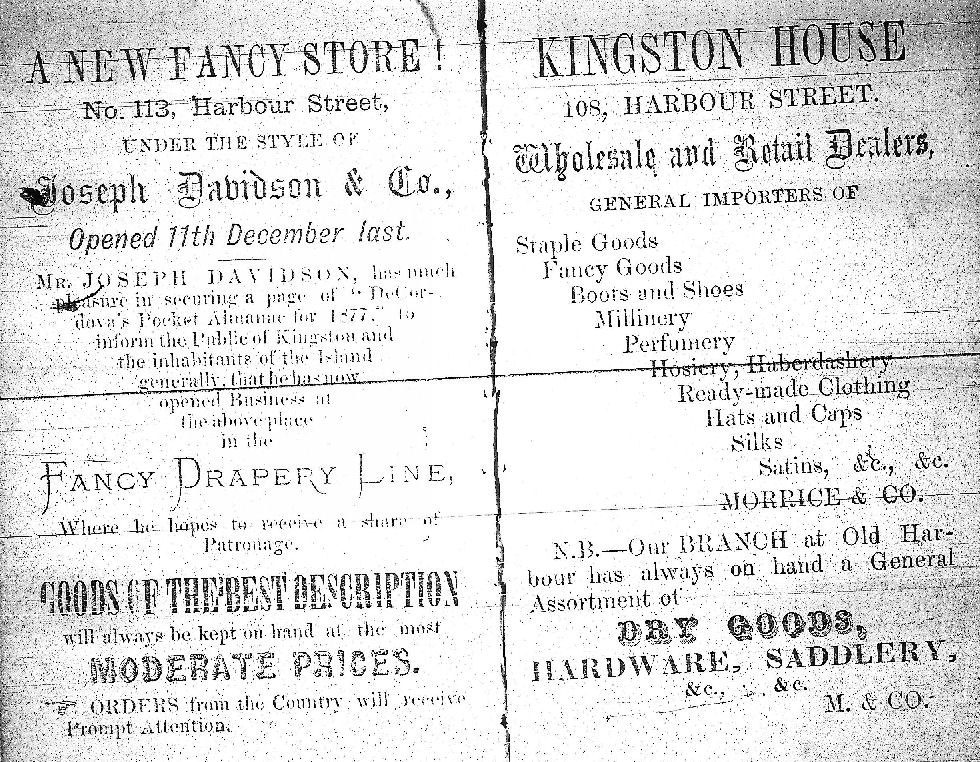 A NEW FANCY STORE!
No. 113, Harbour Street,
UNDER THE STYLE OF
Joseph Davidson & Co.,
Opened 11th December last.
MR. JOSEPH DAVIDSON, has much
pleasure in securing a page of "DeCor-
dova's Pocket Almanac for 1877," to
inform the Public of Kingston and
the inhabitants of the Island
generally, that he has now
opened Business at
the above place
in the
FANCY DRAPERY LINE,
Where he hopes to receive a share of
Patronage.
GOODS OF THE BEST DESCRIPTION
will always be kept on hand at the most
MODERATE PRICES.
☞ ORDERS from the Country will receive
Prompt Attention.
KINGSTON HOUSE
108, HARBOUR STREET.
Wholesale and Retail Dealers,
GENERAL IMPORTERS OF
Staple Goods
Fancy Goods
Boots and Shoes
Millinery
Perfumery
Hosiery, Haberdashery
Ready-made Clothing
Hats and Caps
Silks
Satins, &c., &c.
MORRICE & CO.
N.B.—Our BRANCH at Old Har-
bour has always on hand a General
Assortment of
DRY GOODS,
HARDWARE, SADDLERY,
&c., &c.
M. & CO.